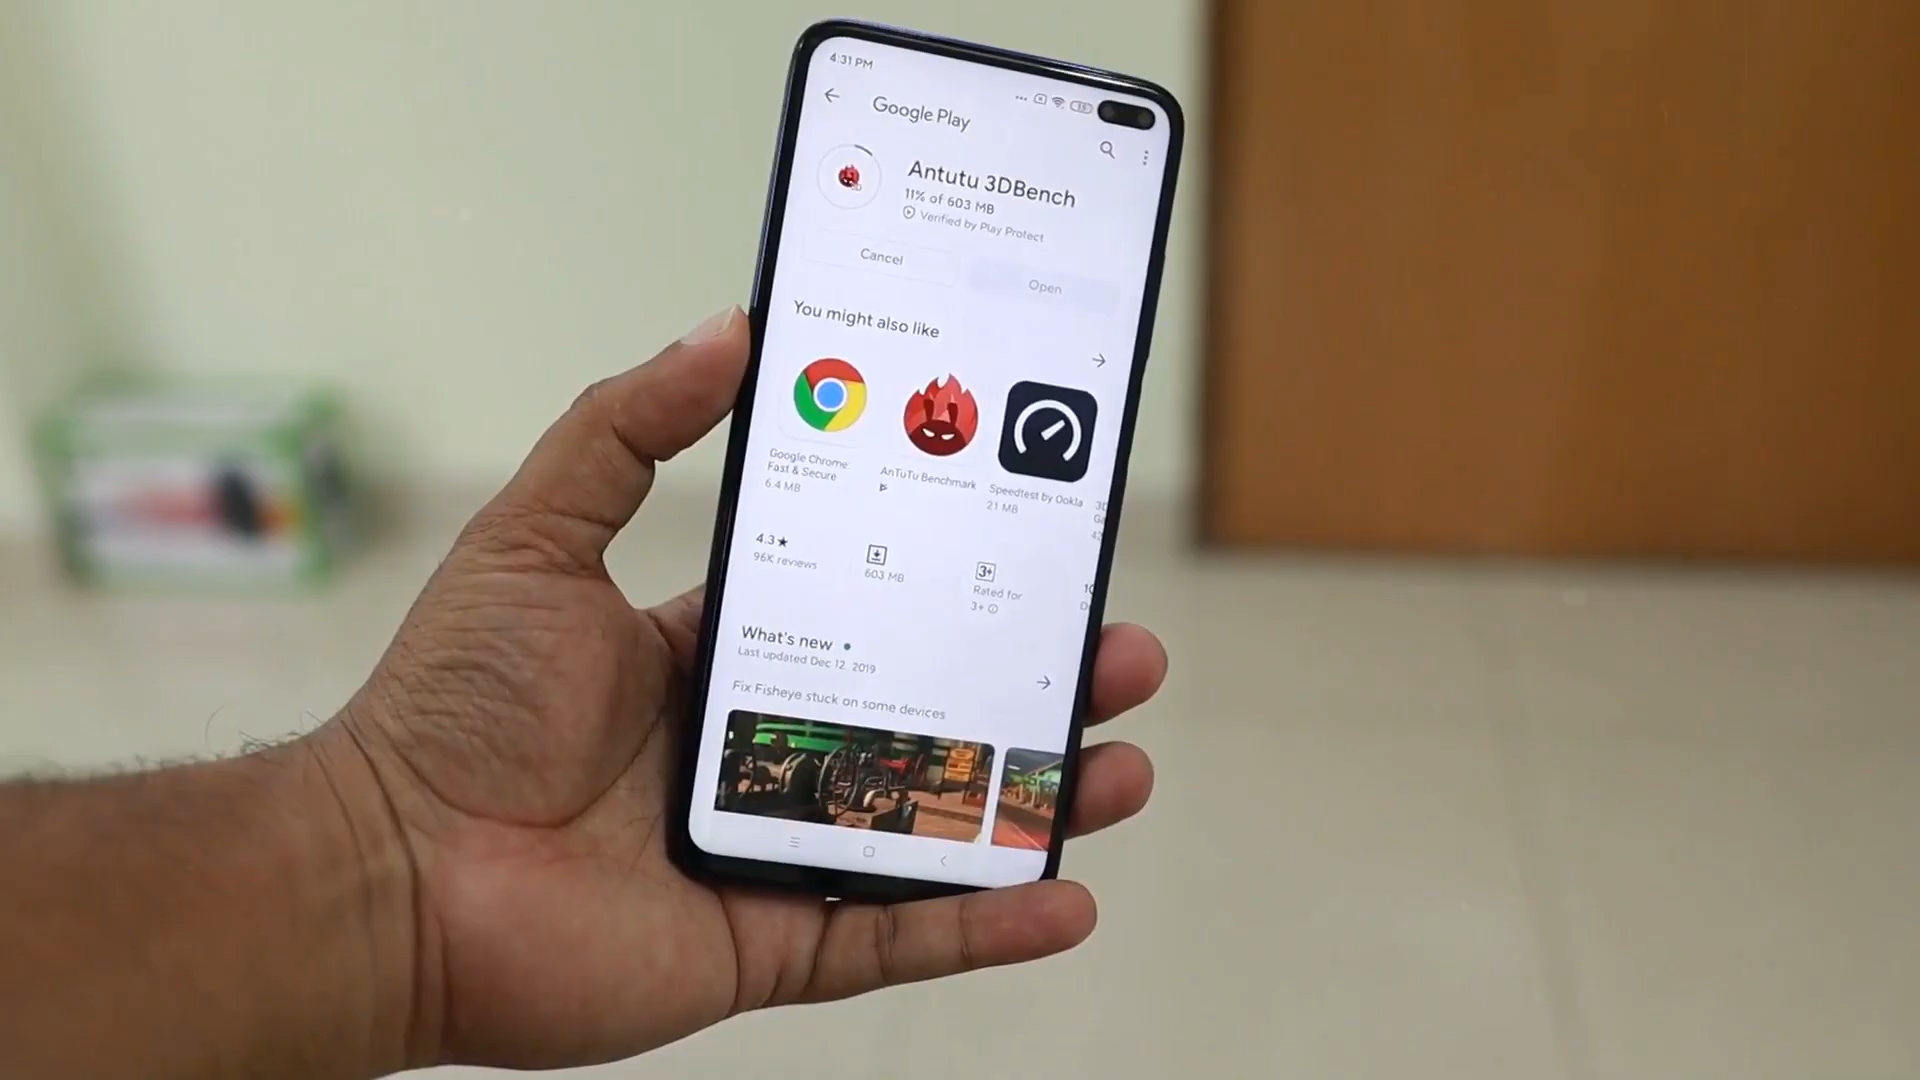 4:31 PM
Google Play
Antutu 3DBench
11% of 603 MB
Verified by Play Protect
Cancel
Open
You might also like
Google Chrome:
Fast & Secure
6.4 MB
AnTuTu Benchmark
Speedtest by Ookla
21 MB
4.3★
96K reviews
603 MB
3+
Rated for
3+
What's new
Last updated Dec 12, 2019
Fix Fisheye stuck on some devices